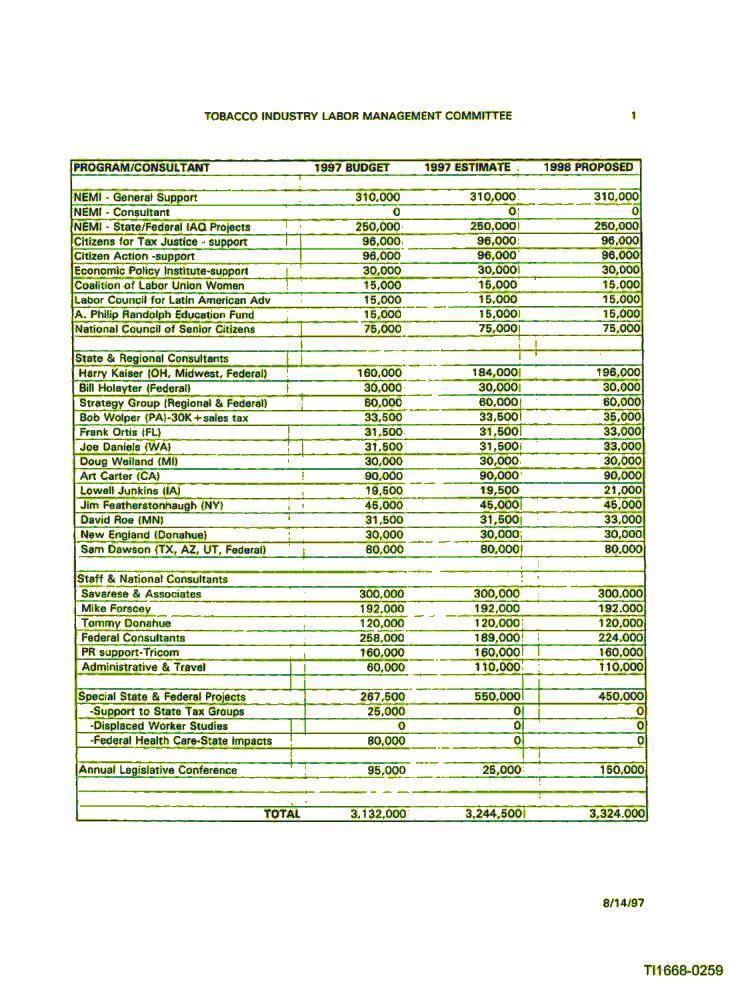 TOBACCO INDUSTRY LABOR MANAGEMENT COMMITTEE 1
PROGRAM/CONSULTANT 1997 BUDGET 1997 ESTIMATE 1998 PROPOSED
NEMI - General Support 310,000 310,000 310,000
NEMI - Consultant 0 0 0
NEMI - State/Federal IAQ Projects 250,000 250,000 250,000
Citizens for Tax Justice - support 96,000 96,000 96,000
Citizen Action -support 96,000 96,000 96,000
Economic Policy Institute-support 30,000 30,000 30,000
Coalition of Labor Union Women 15,000 15,000 15,000
Labor Council for Latin American Adv 15,000 15,000 15,000
A. Philip Randolph Education Fund 15,000 15,000 15,000
National Council of Senior Citizens 75,000 75,000 75,000
State & Regional Consultants
Harry Kaiser (OH, Midwest, Federal) 160,000 184,000 196,000
Bill Holayter (Federal) 30,000 30,000 30,000
Strategy Group (Regional & Federal) 60,000 60,000 60,000
Bob Wolper (PA)-30K+sales tax 33,500 33,500 35,000
Frank Ortis (FL) 31,500 31,500 33,000
Joe Daniels (WA) 31,500 31,500 33,000
Doug Weiland (MI) 30,000 30,000 30,000
Art Carter (CA) 90,000 90,000 90,000
Lowell Junkins (IA) 19,500 19,500 21,000
Jim Featherstonhaugh (NY) 45,000 45,000 45,000
David Roe (MN) 31,500 31,500 33,000
New England (Donahue) 30,000 30,000 30,000
Sam Dawson (TX, AZ, UT, Federal) 80,000 80,000 80,000
Staff & National Consultants
Savarese & Associates 300,000 300,000 300.000
Mike Forscey 192,000 192,000 192.000
Tommy Donahue 120,000 120,000 120,000
Federal Consultants 258,000 189,000 224.000
PR support-Tricom 160,000 160,000 160,000
Administrative & Travel 60,000 110,000 110,000
Special State & Federal Projects 267,500 550,000 450,000
-Support to State Tax Groups 25,000 0 0
-Displaced Worker Studies 0 0 0
-Federal Health Care-State Impacts 80,000 0 0
Annual Legislative Conference 95,000 25,000 150,000
TOTAL 3,132,000 3,244,500 3,324.000
8/14/97
TI1668-0259